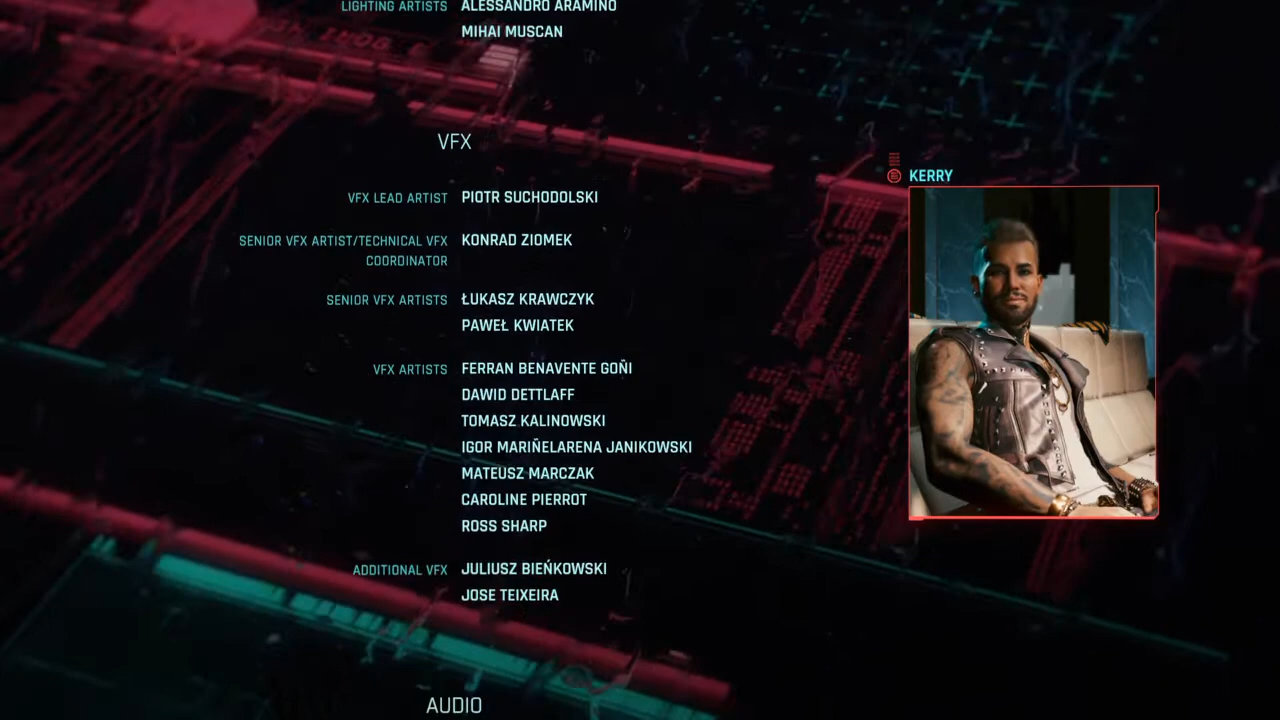 LIGHTING ARTISTS ALESSANDRO ARAMINO
MIHAI MUSCAN
VFX
VFX LEAD ARTIST PIOTR SUCHODOLSKI
SENIOR VFX ARTIST/TECHNICAL VFX COORDINATOR KONRAD ZIOMEK
SENIOR VFX ARTISTS ŁUKASZ KRAWCZYK
PAWEŁ KWIATEK
VFX ARTISTS FERRAN BENAVENTE GOÑI
DAWID DETTLAFF
TOMASZ KALINOWSKI
IGOR MARIÑELARENA JANIKOWSKI
MATEUSZ MARCZAK
CAROLINE PIERROT
ROSS SHARP
ADDITIONAL VFX JULIUSZ BIEŃKOWSKI
JOSE TEIXEIRA
AUDIO
KERRY